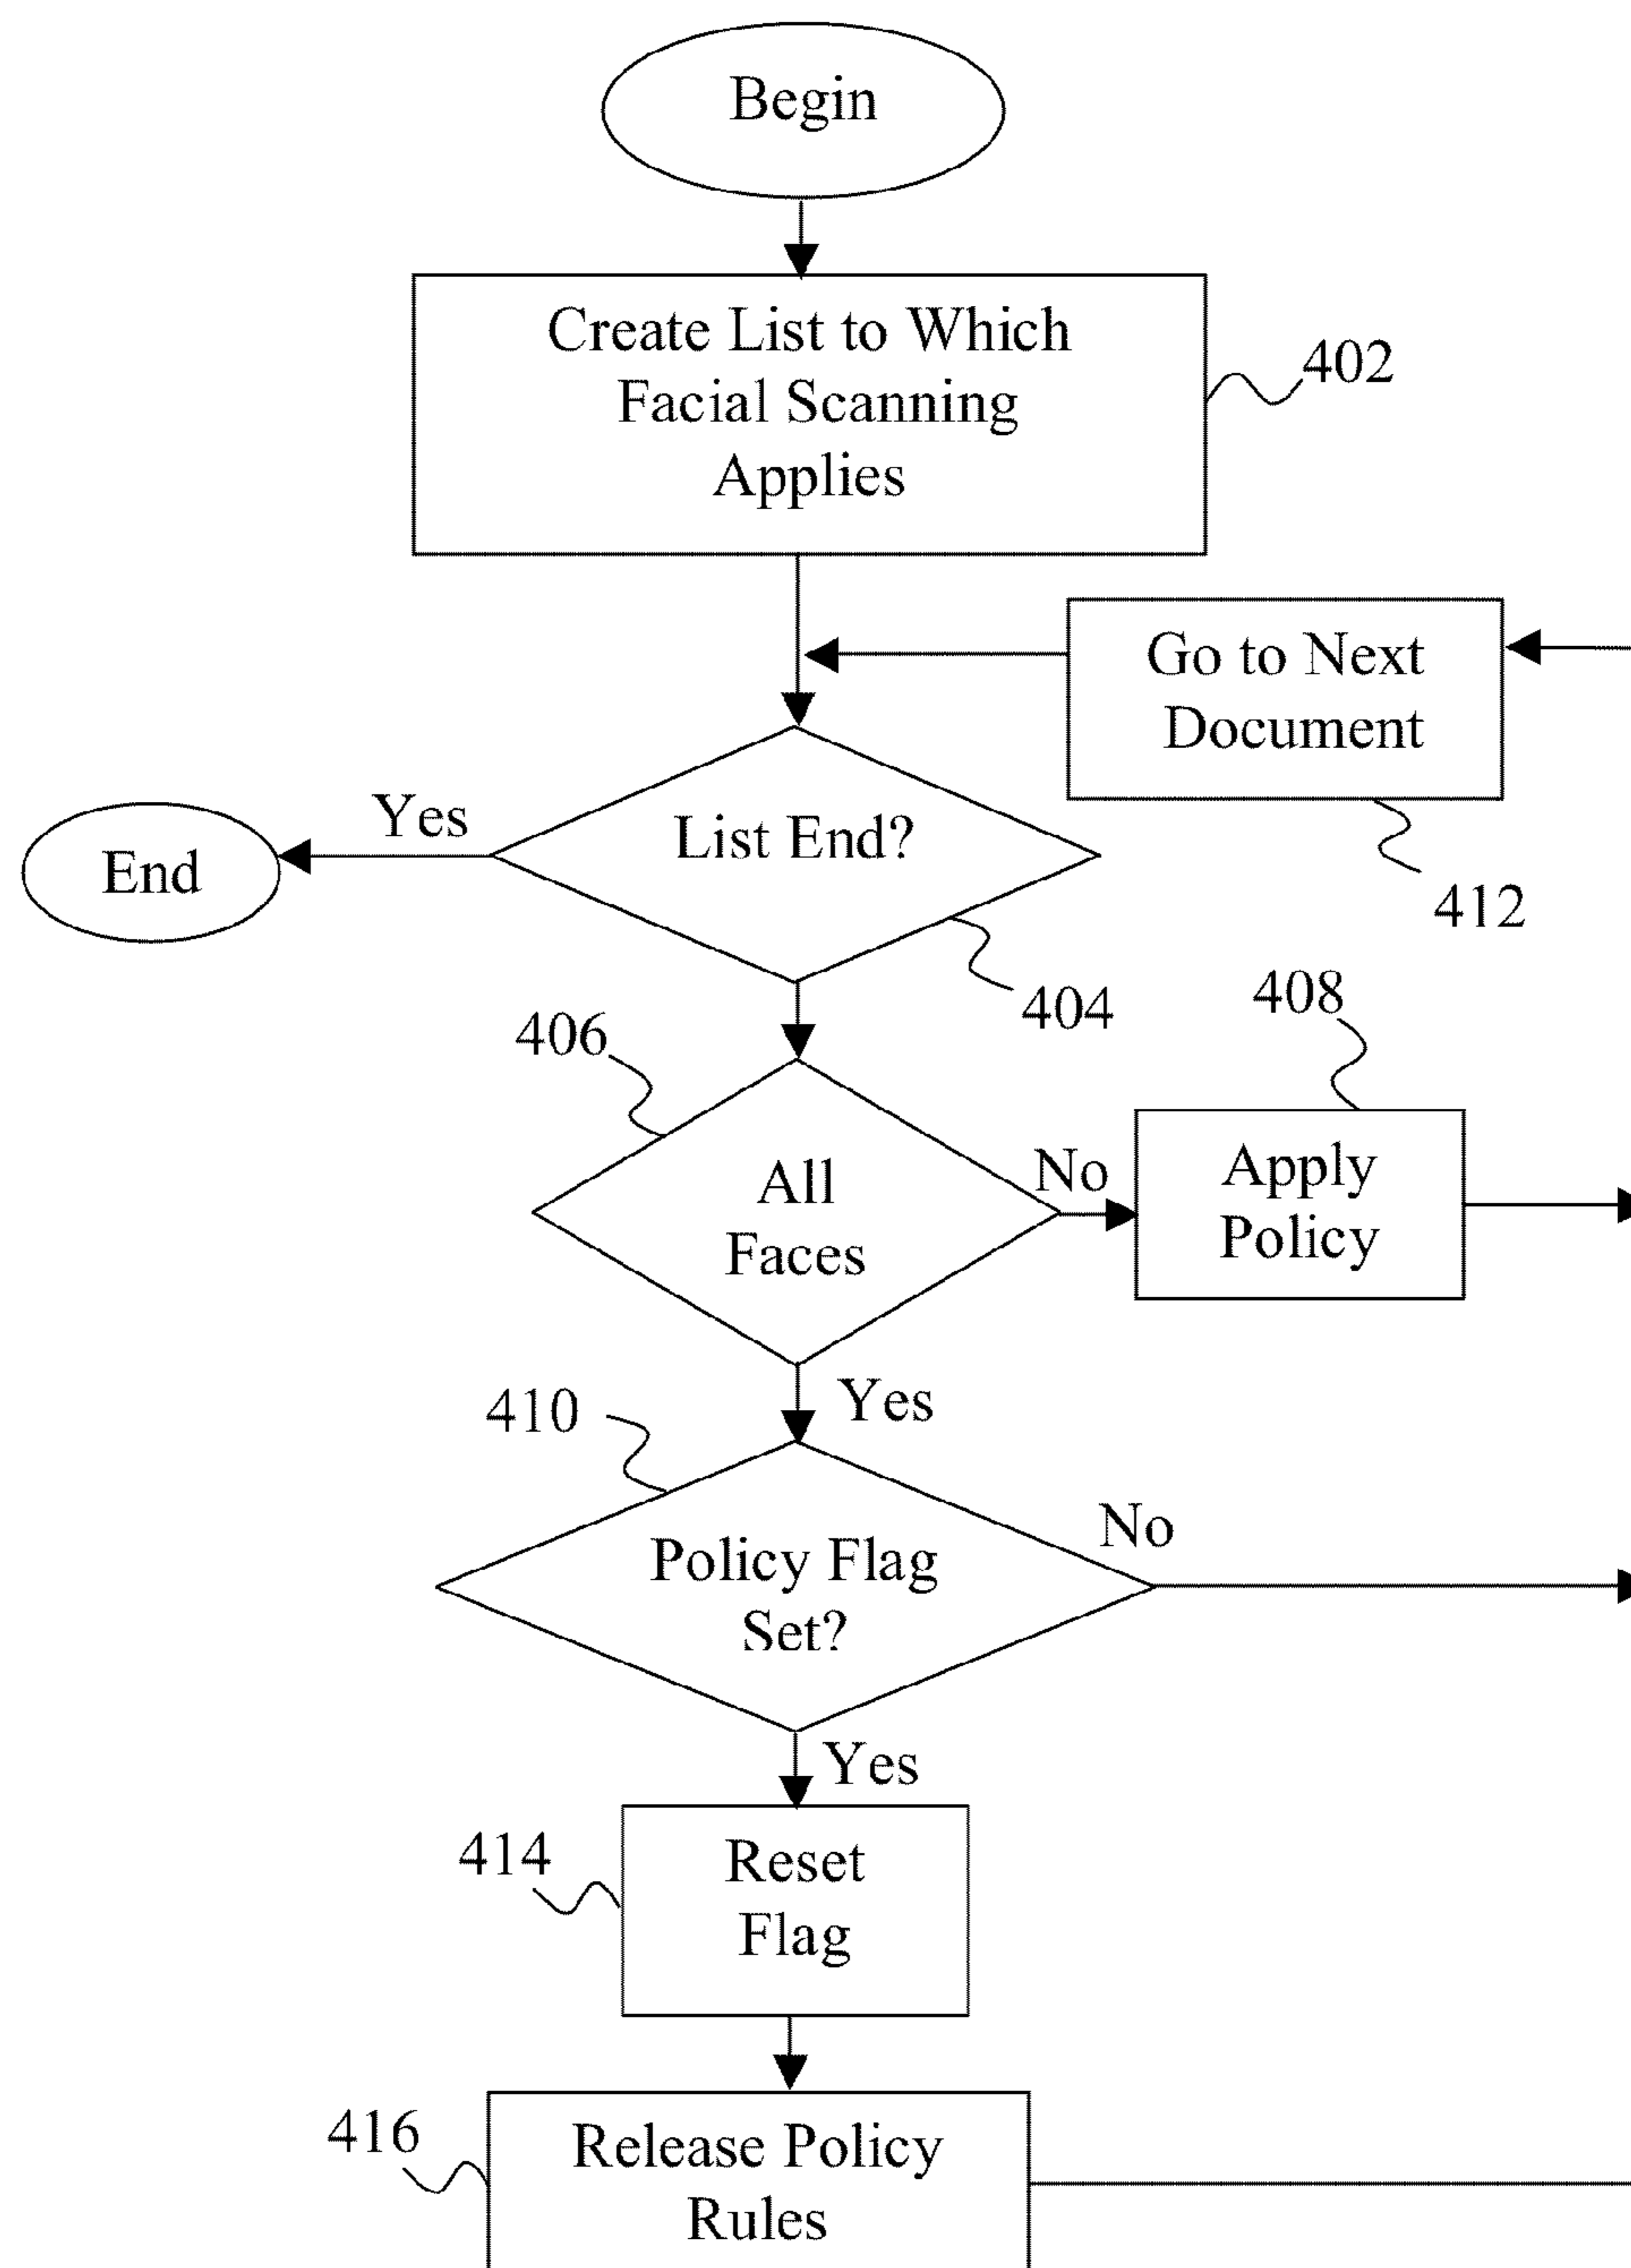 Begin
Create List to Which
Facial Scanning
Applies
402
Go to Next
Document
412
Yes
List End?
End
404
406
408
All
Faces
No
Apply
Policy
Yes
410
Policy Flag
Set?
No
Yes
414
Reset
Flag
416
Release Policy
Rules